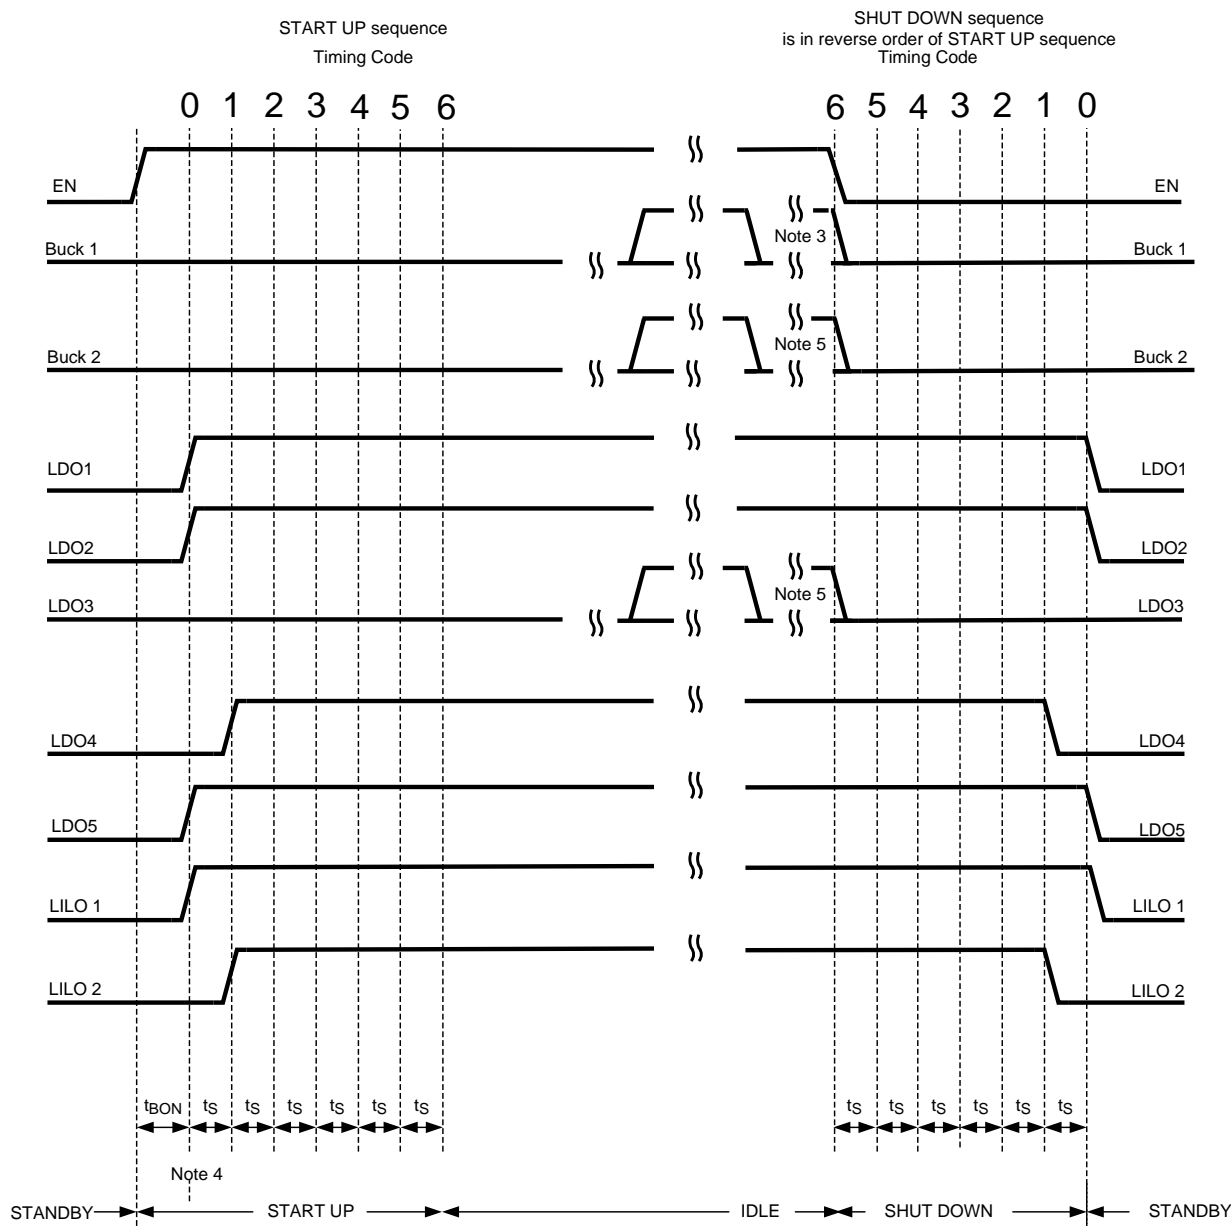 START UP sequence
Timing Code
SHUT DOWN sequence
is in reverse order of START UP sequence
Timing Code
0 1 2 3 4 5 6
6 5 4 3 2 1 0
EN
EN
Buck 1
Note 3
Buck 1
Buck 2
Note 5
Buck 2
LDO1
LDO1
LDO2
LDO2
LDO3
Note 5
LDO3
LDO4
LDO4
LDO5
LDO5
LILO 1
LILO 1
LILO 2
LILO 2
tBON tS tS tS tS tS tS
tS tS tS tS tS tS
Note 4
STANDBY START UP IDLE SHUT DOWN STANDBY